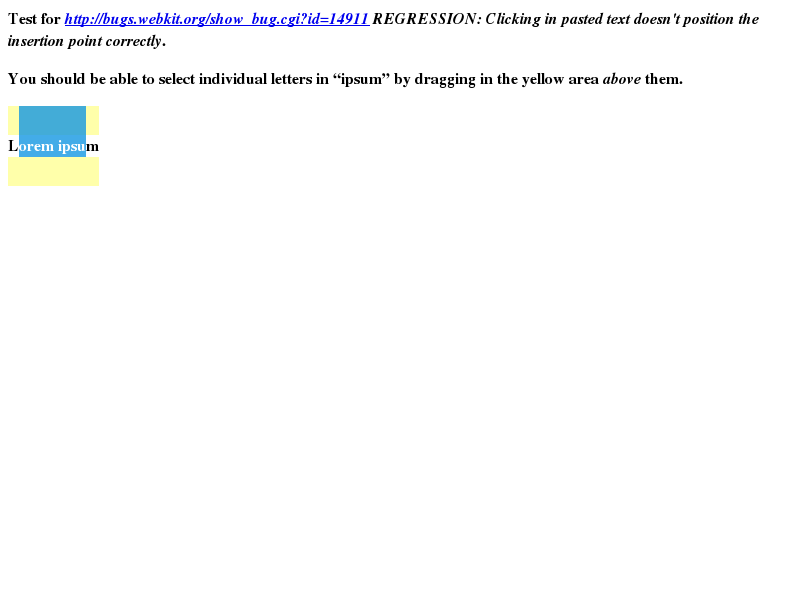 Test for http://bugs.webkit.org/show_bug.cgi?id=14911 REGRESSION: Clicking in pasted text doesn't position the
insertion point correctly.
You should be able to select individual letters in “ipsum” by dragging in the yellow area above them.
Lorem ipsum